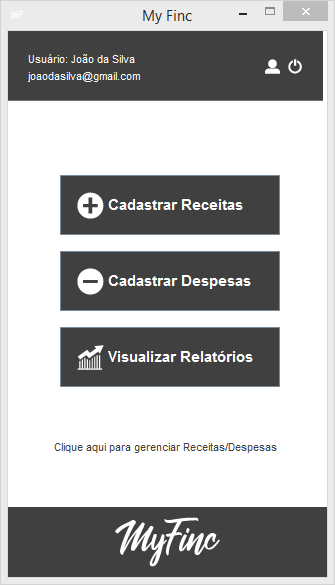 My Finc
Usuário: João da Silva
joaodasilva@gmail.com
Cadastrar Receitas
Cadastrar Despesas
Visualizar Relatórios
Clique aqui para gerenciar Receitas/Despesas
MyFinc